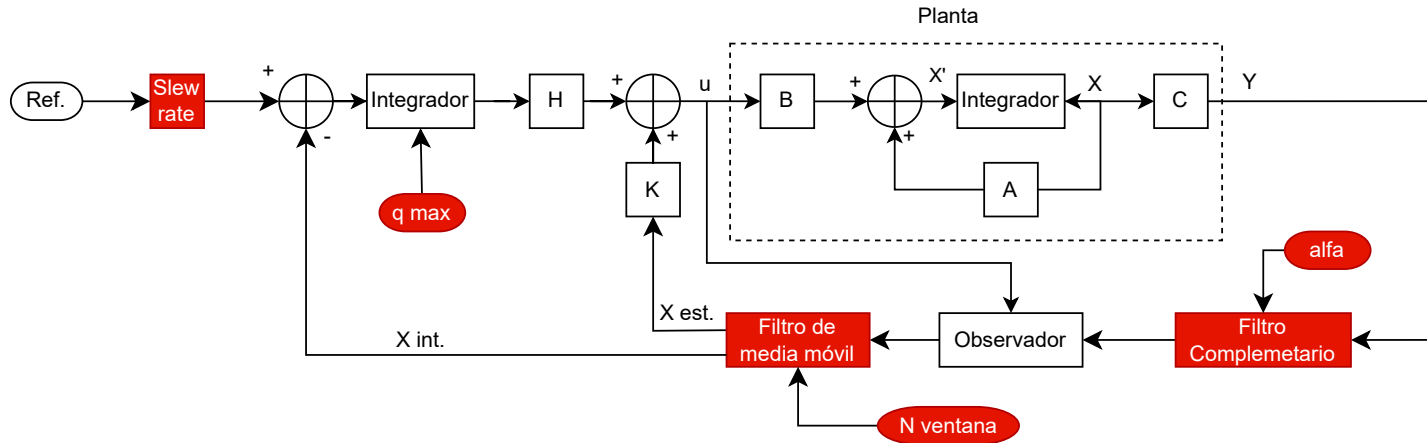 Planta
Ref.
Slew
rate
+
-
Integrador
q max
H
+
+
K
u
B
+
+
X'
Integrador
X
A
C
Y
alfa
Filtro
Complemetario
Observador
Filtro de
media móvil
N ventana
X est.
X int.